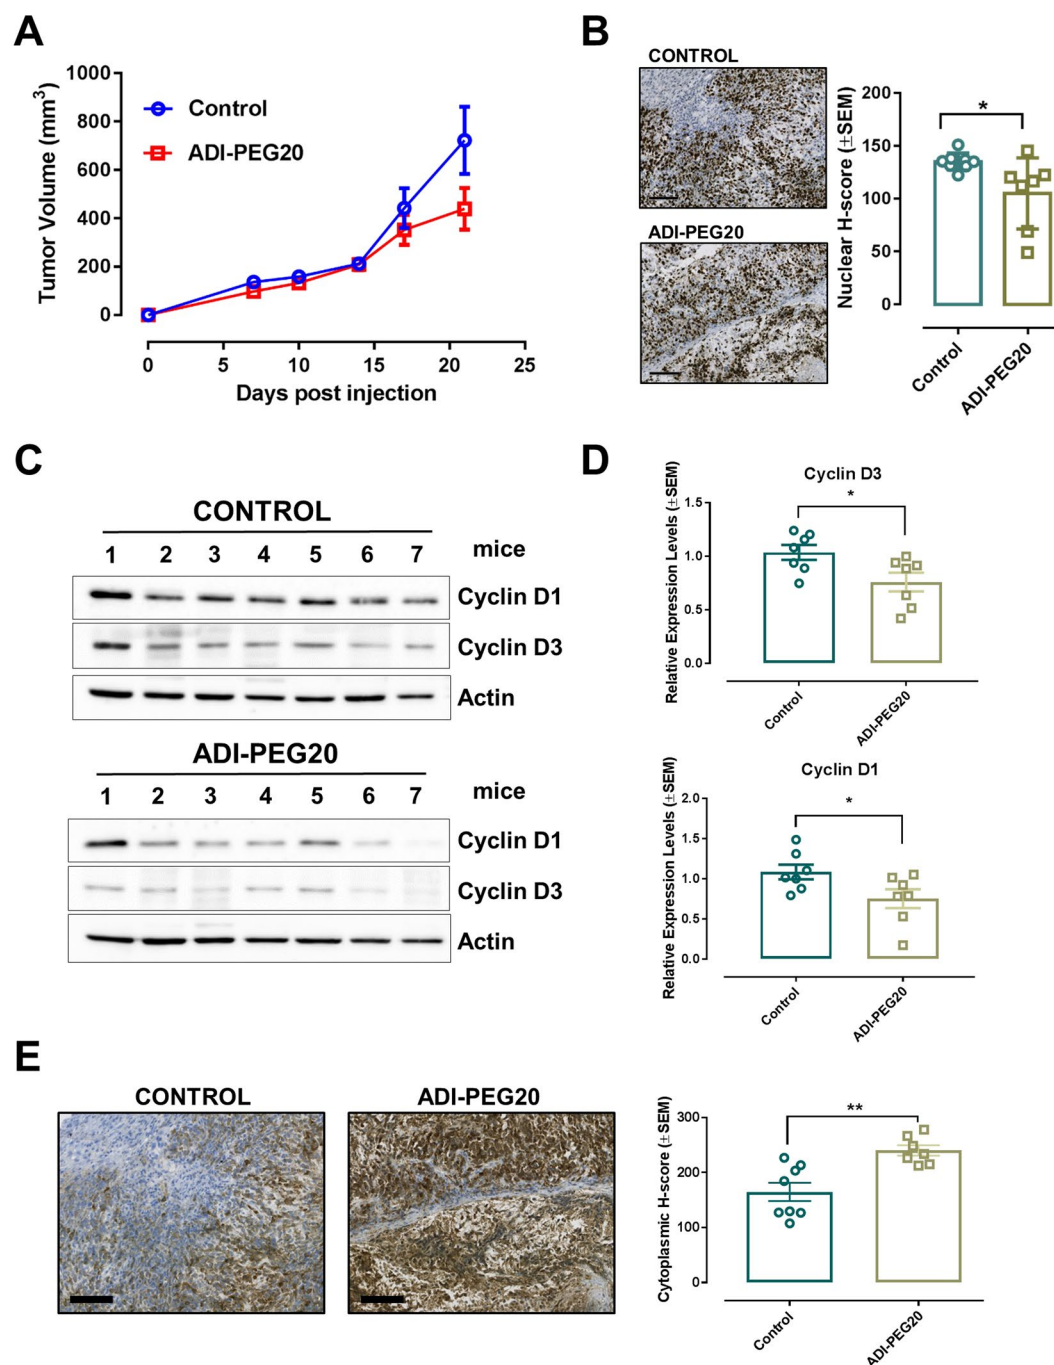 A
Tumor Volume (mm³)
1000
800
600
400
200
0
Control
ADI-PEG20
0 5 10 15 20 25
Days post injection
B
CONTROL
ADI-PEG20
Nuclear H-score (±SEM)
200
150
100
50
0
*
Control
ADI-PEG20
C
CONTROL
1 2 3 4 5 6 7 mice
Cyclin D1
Cyclin D3
Actin
ADI-PEG20
1 2 3 4 5 6 7 mice
Cyclin D1
Cyclin D3
Actin
D
Cyclin D3
Relative Expression Levels (±SEM)
1.5
1.0
0.5
0.0
*
Control
ADI-PEG20
Cyclin D1
Relative Expression Levels (±SEM)
2.0
1.5
1.0
0.5
0.0
*
Control
ADI-PEG20
E
CONTROL
ADI-PEG20
Cytoplasmic H-score (±SEM)
300
200
100
0
**
Control
ADI-PEG20